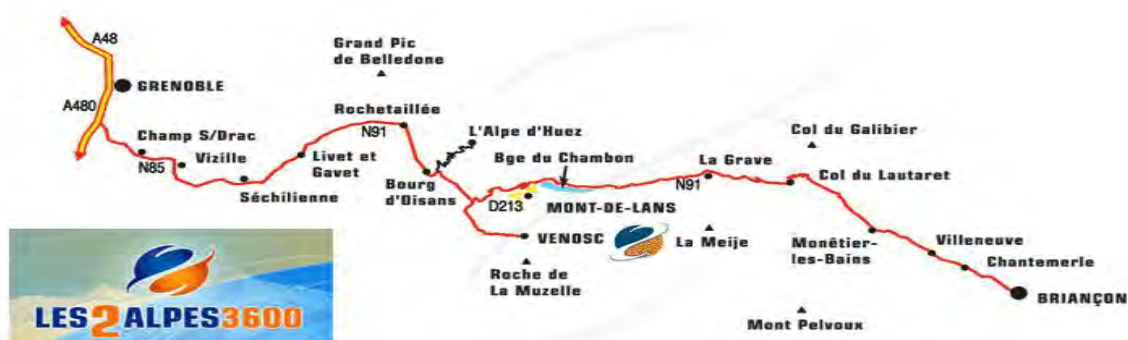 A48
GRENOBLE
A480
Champ S/Drac
N85
Vizille
Séchilienne
Livet et
Gavet
Grand Pic
de Belledone
Rochetaillée
N91
L'Alpe d'Huez
Bourg
d'Oisans
Bge du Chambon
D213
MONT-DE-LANS
VENOSC
Roche de
La Muzelle
La Grave
N91
La Meije
Col du Galibier
Col du Lautaret
Monêtier-
les-Bains
Villeneuve
Chantemerle
BRIANÇON
Mont Pelvoux
LES2ALPES3600